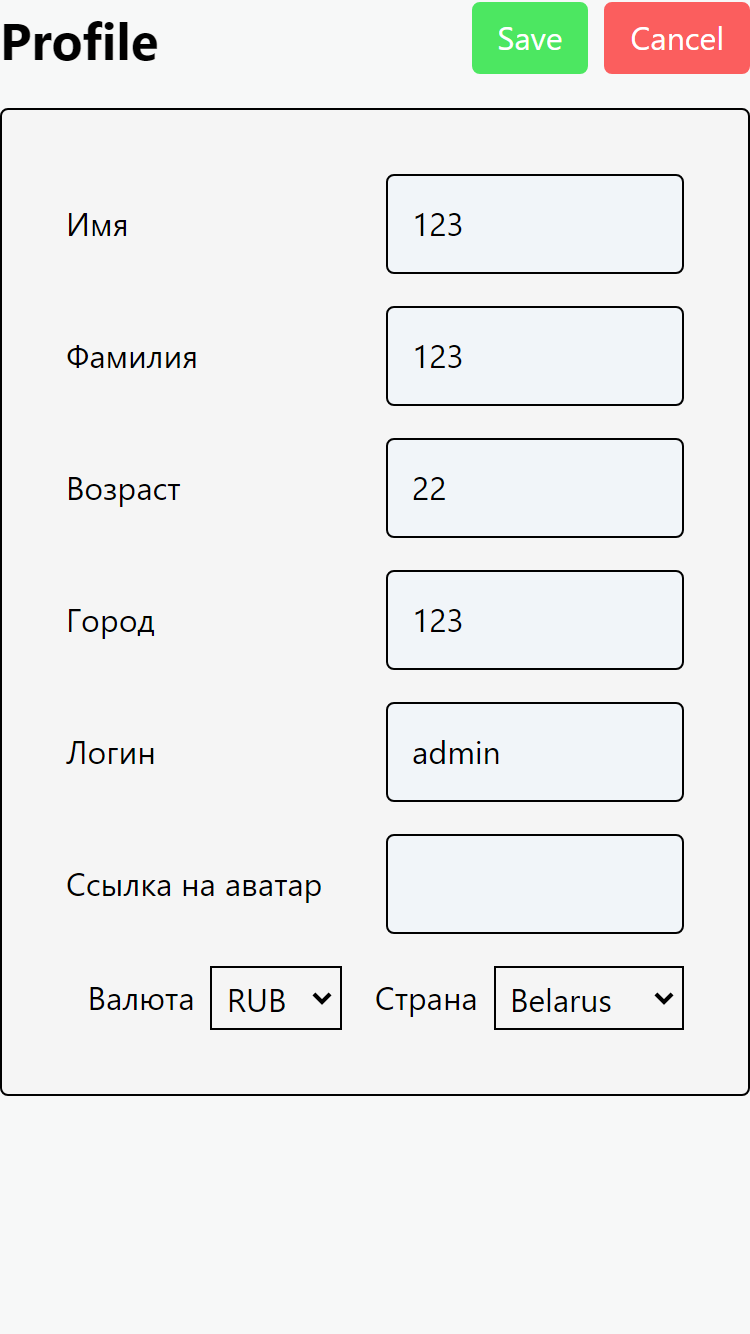 Profile Save Cancel
Имя 123
Фамилия 123
Возраст 22
Город 123
Логин admin
Ссылка на аватар
Валюта RUB Страна Belarus